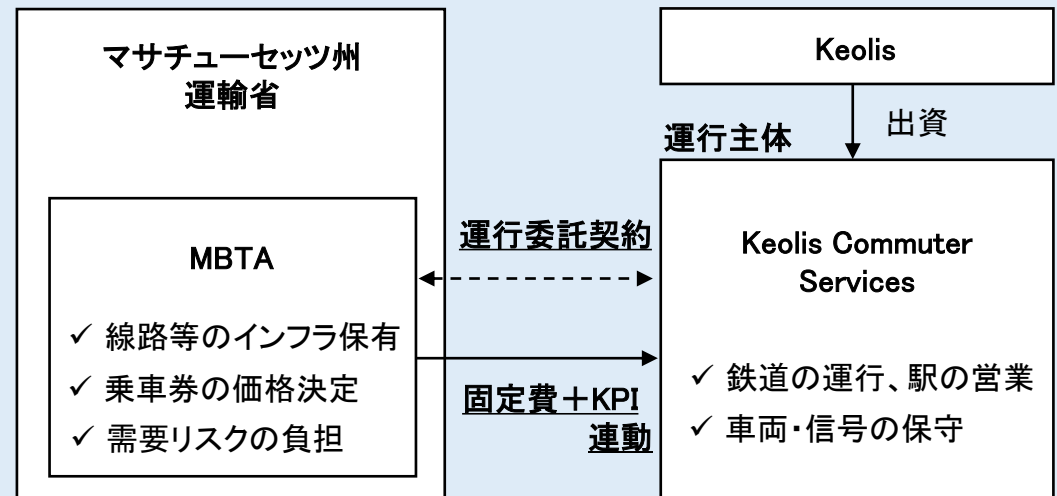 マサチューセッツ州
運輸省
MBTA
✓ 線路等のインフラ保有
✓ 乗車券の価格決定
✓ 需要リスクの負担
運行委託契約
固定費＋KPI
連動
Keolis
出資
運行主体
Keolis Commuter
Services
✓ 鉄道の運行、駅の営業
✓ 車両・信号の保守